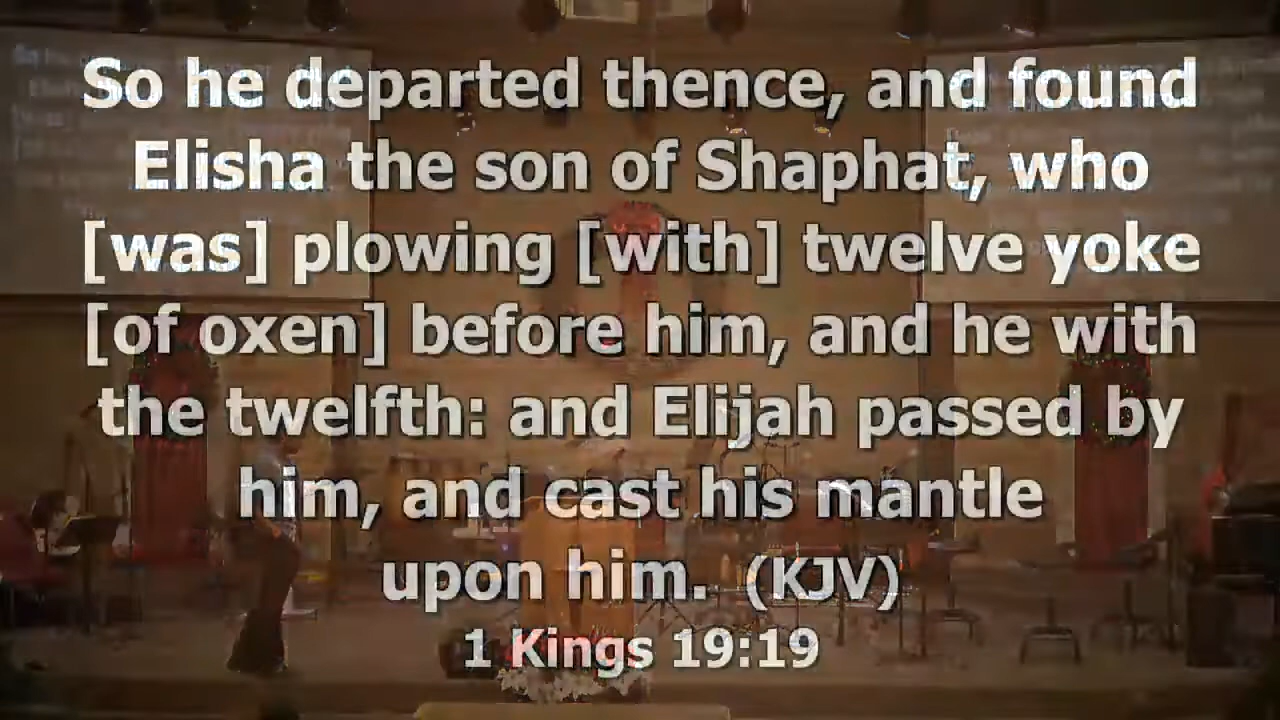 So he departed thence, and found
Elisha the son of Shaphat, who
[was] plowing [with] twelve yoke
[of oxen] before him, and he with
the twelfth: and Elijah passed by
him, and cast his mantle
upon him. (KJV)
1 Kings 19:19